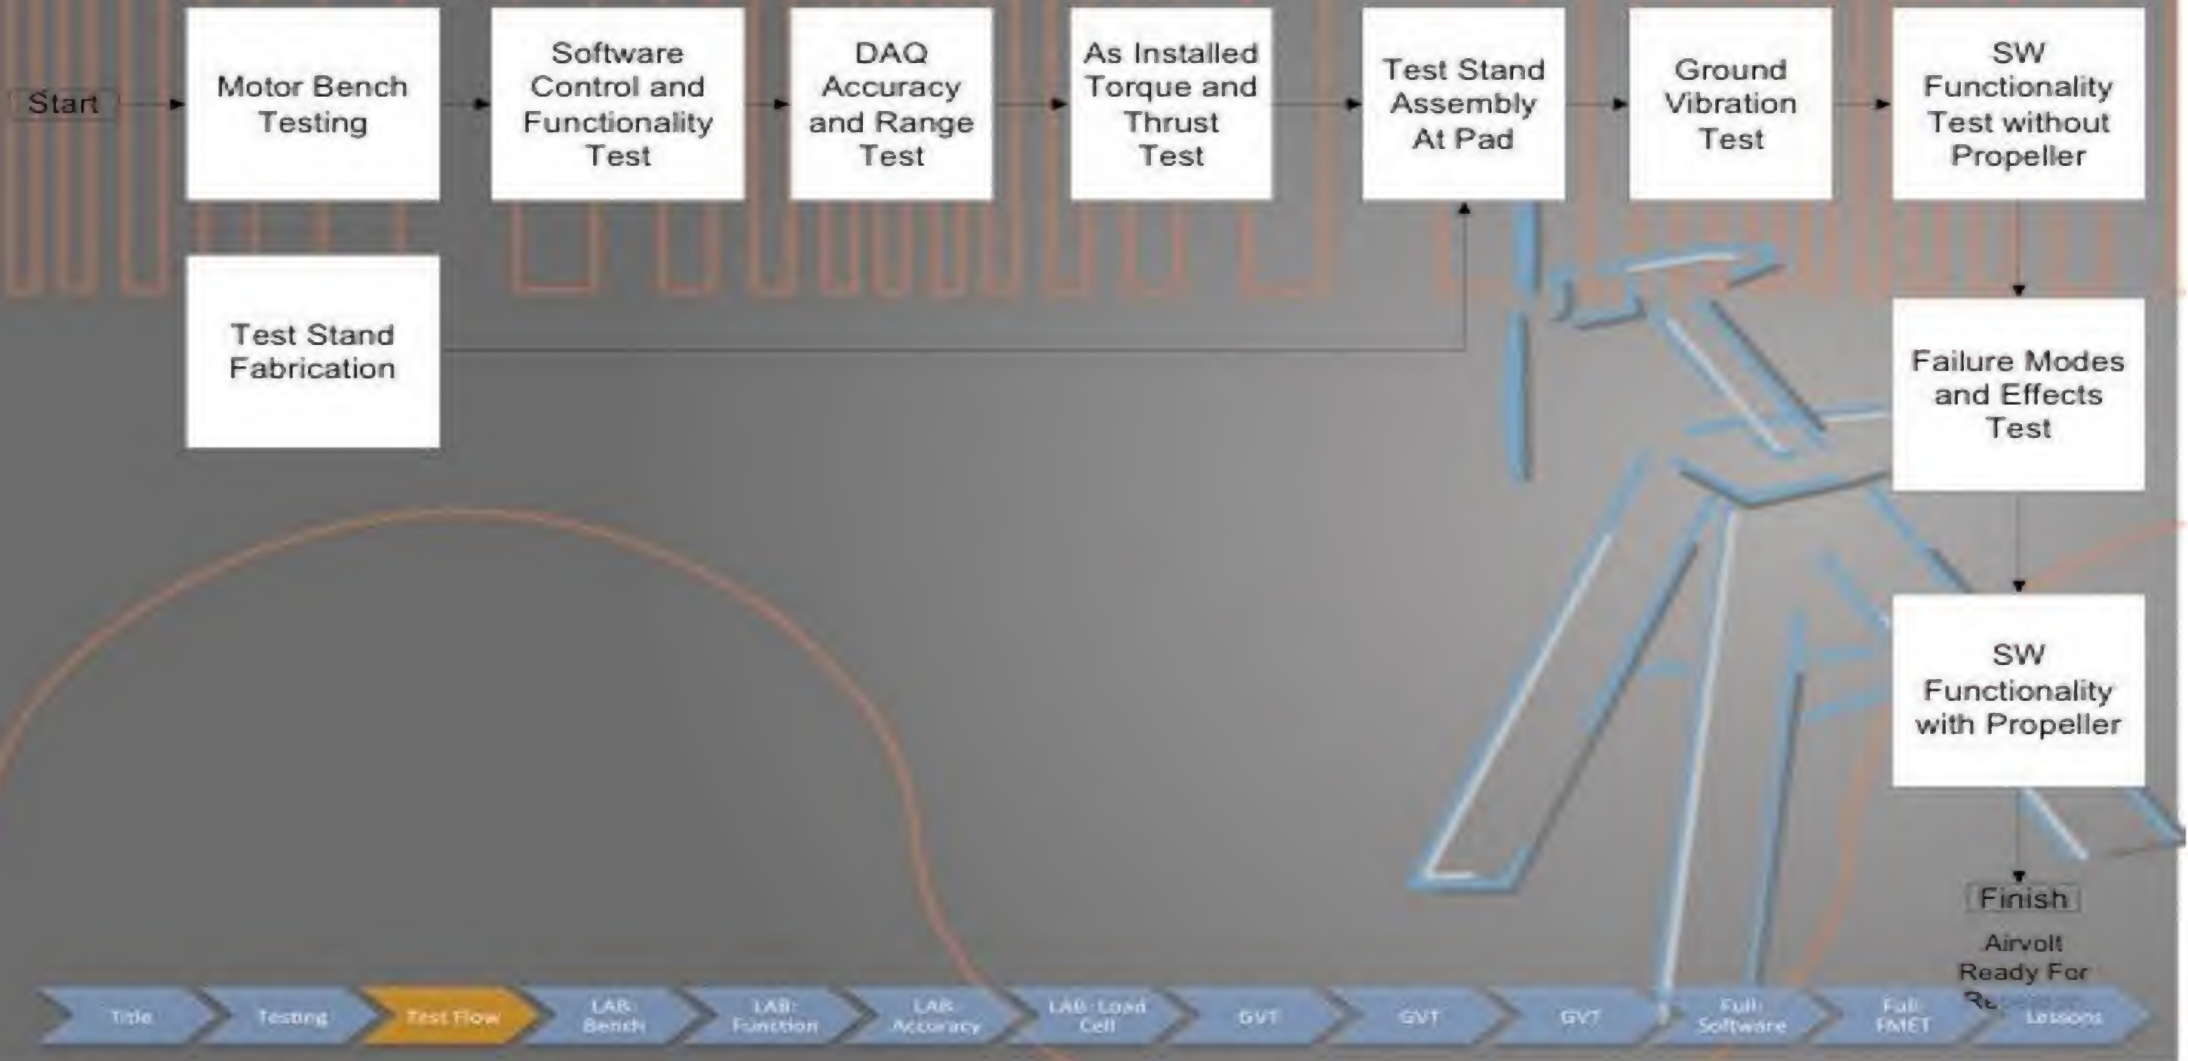 Start
Motor Bench
Testing
Software
Control and
Functionality
Test
DAQ
Accuracy
and Range
Test
As Installed
Torque and
Thrust
Test
Test Stand
Assembly
At Pad
Ground
Vibration
Test
SW
Functionality
Test without
Propeller
Test Stand
Fabrication
Failure Modes
and Effects
Test
SW
Functionality
with Propeller
Finish
Airvolt
Ready For
Title
Testing
Test Flow
LAB:
Bench
LAB:
Function
LAB:
Accuracy
LAB: Load
Cell
GVT
GVT
GVT
Full:
Software
Full:
FMET
Lessons